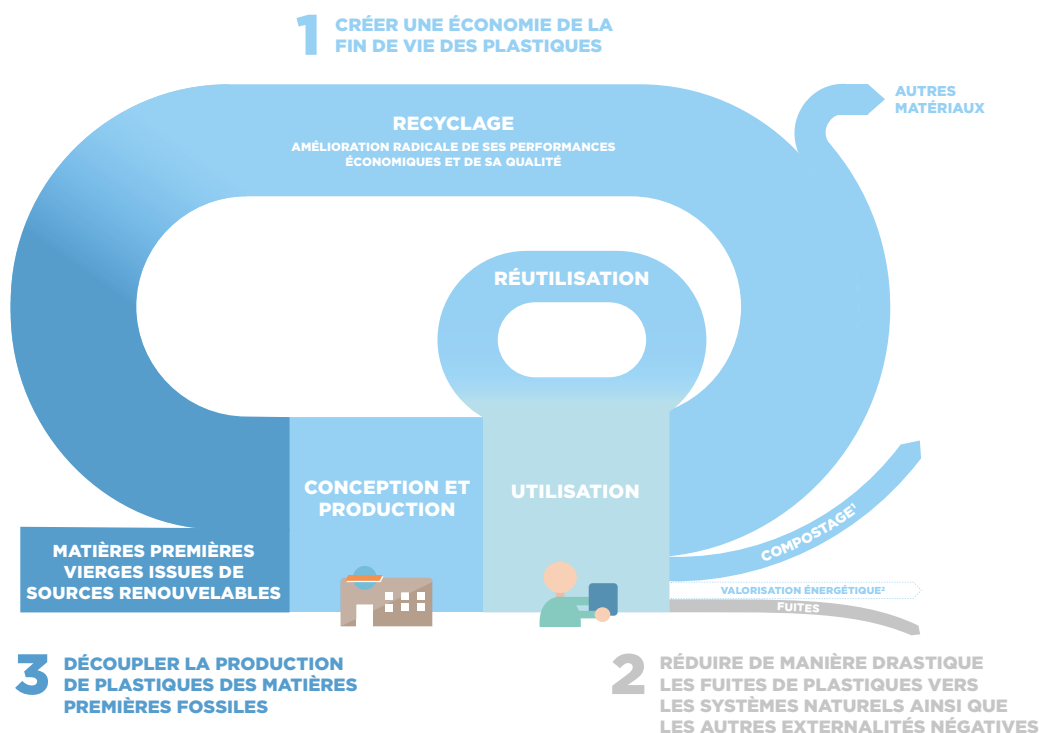 1 CRÉER UNE ÉCONOMIE DE LA
FIN DE VIE DES PLASTIQUES
AUTRES
MATÉRIAUX
RECYCLAGE
AMÉLIORATION RADICALE DE SES PERFORMANCES
ÉCONOMIQUES ET DE SA QUALITÉ
RÉUTILISATION
CONCEPTION ET
PRODUCTION
UTILISATION
COMPOSTAGE¹
MATIÈRES PREMIÈRES
VIERGES ISSUES DE
SOURCES RENOUVELABLES
VALORISATION ÉNERGÉTIQUE²
FUITES
3 DÉCOUPLER LA PRODUCTION
DE PLASTIQUES DES MATIÈRES
PREMIÈRES FOSSILES
2 RÉDUIRE DE MANIÈRE DRASTIQUE
LES FUITES DE PLASTIQUES VERS
LES SYSTÈMES NATURELS AINSI QUE
LES AUTRES EXTERNALITÉS NÉGATIVES